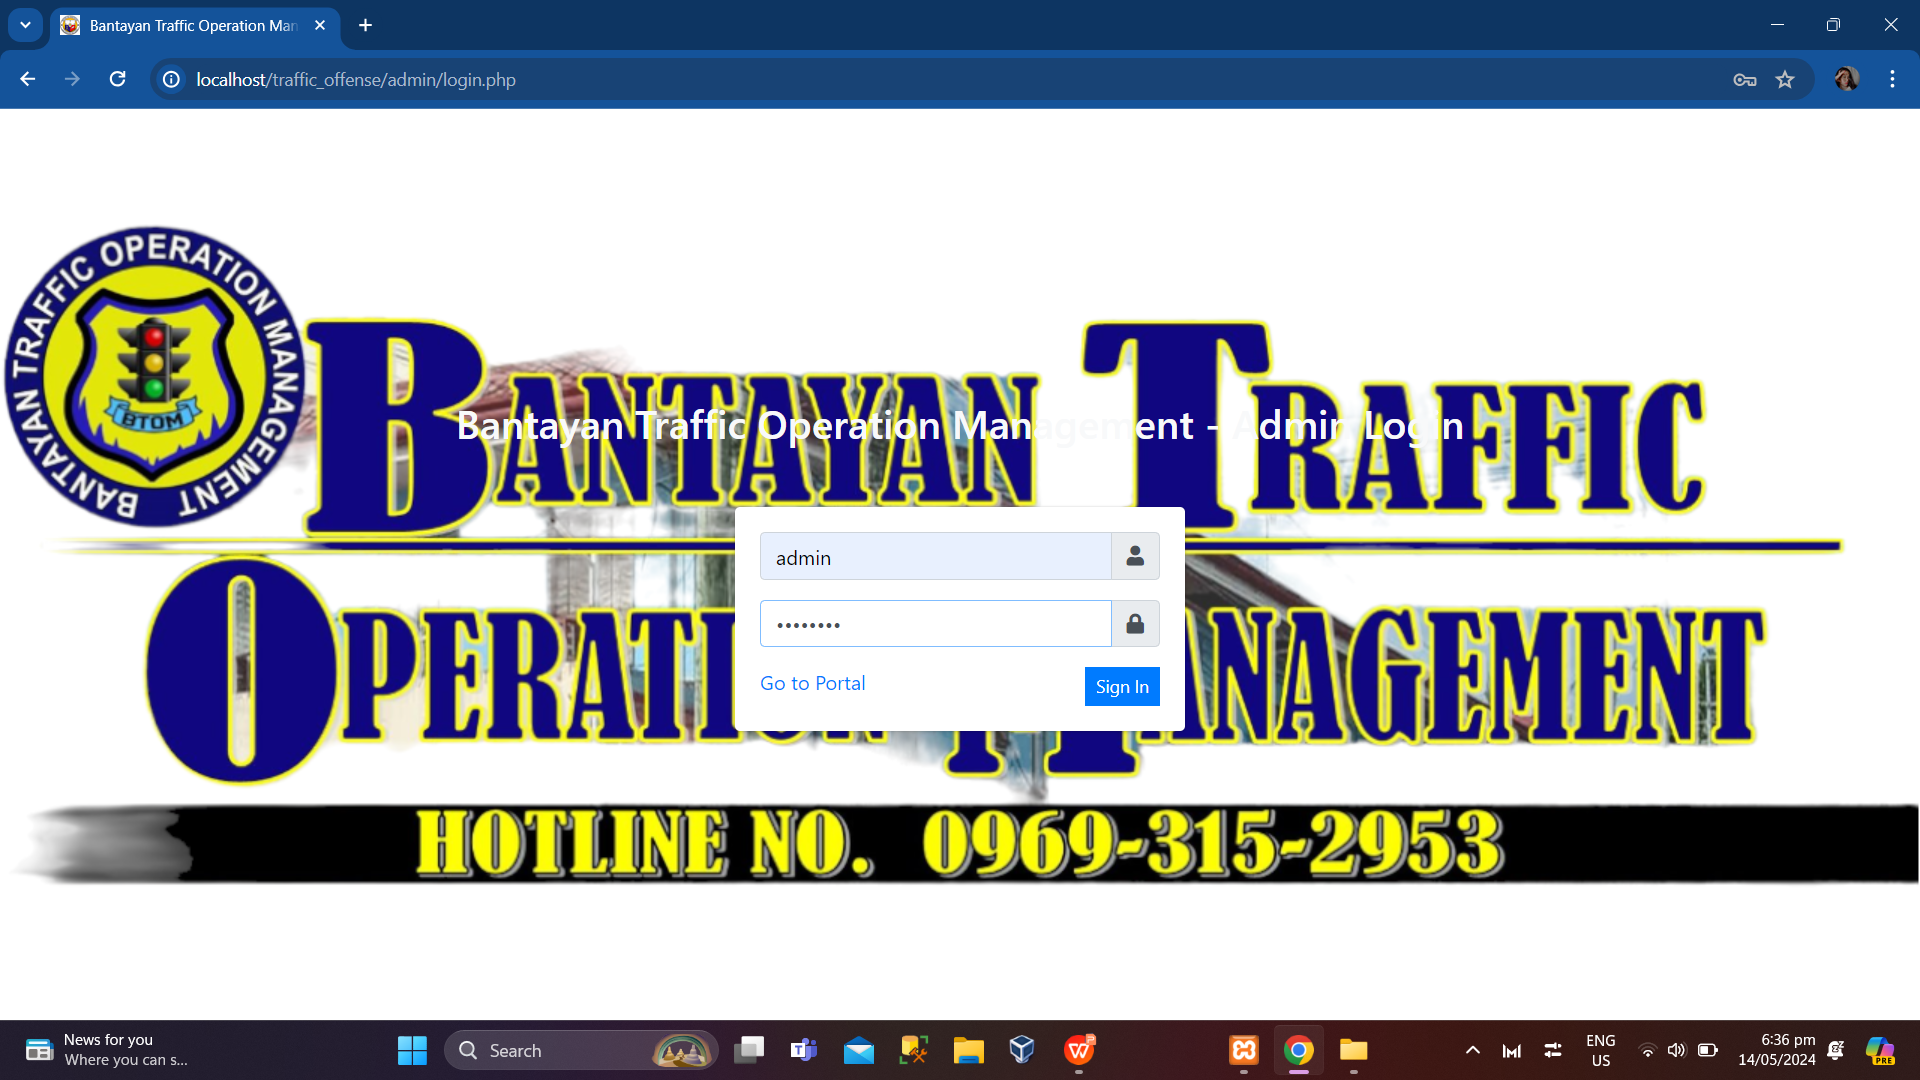 Bantayan Traffic Operation Man
localhost/traffic_offense/admin/login.php
BANTAYAN TRAFFIC OPERATION MANAGEMENT
BTOM
BANTAYAN TRAFFIC
Bantayan Traffic Operation Management - Admin Login
admin
••••••••
Go to Portal
Sign In
OPERATION MANAGEMENT
HOTLINE NO. 0969-315-2953
News for you
Where you can s...
Search
ENG
US
6:36 pm
14/05/2024
PRE